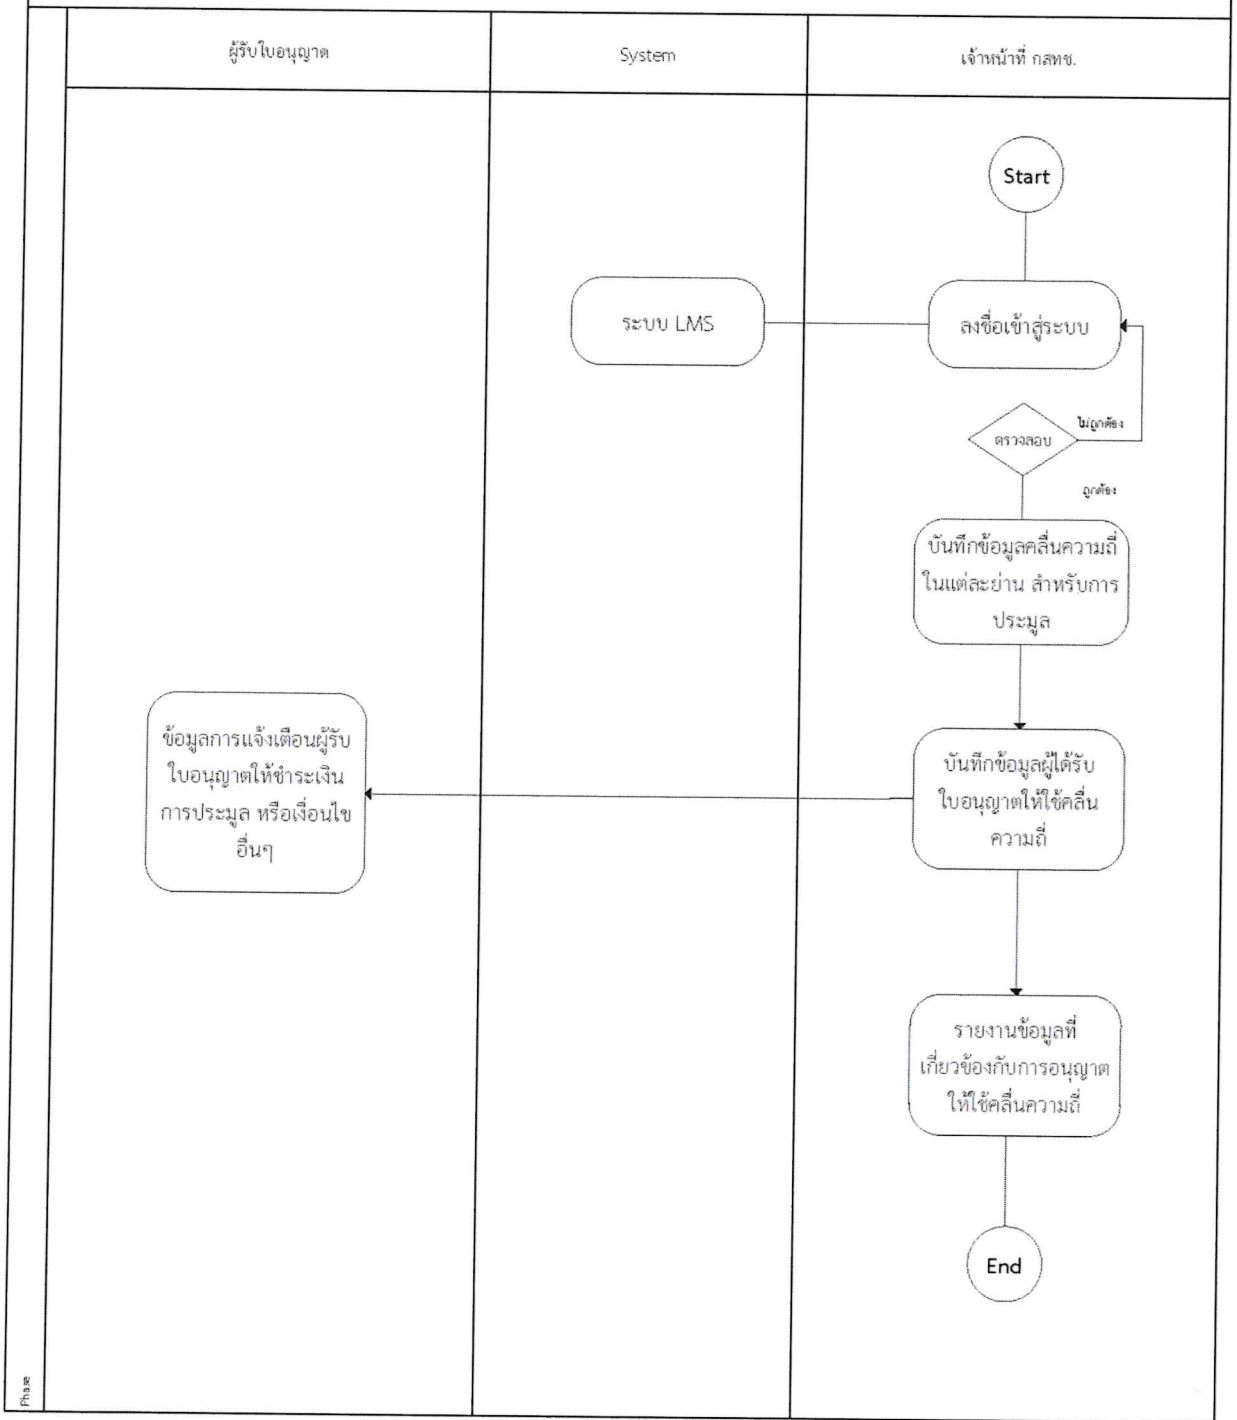 ผู้รับใบอนุญาต
System
เจ้าหน้าที่ กสทช.
Start
ระบบ LMS
ลงชื่อเข้าสู่ระบบ
ไม่ถูกต้อง
ตรวจสอบ
ถูกต้อง
บันทึกข้อมูลคลื่นความถี่
ในแต่ละย่าน สำหรับการ
ประมูล
ข้อมูลการแจ้งเตือนผู้รับ
ใบอนุญาตให้ชำระเงิน
การประมูล หรือเงื่อนไข
อื่นๆ
บันทึกข้อมูลผู้ได้รับ
ใบอนุญาตให้ใช้คลื่น
ความถี่
รายงานข้อมูลที่
เกี่ยวข้องกับการอนุญาต
ให้ใช้คลื่นความถี่
End
Phase